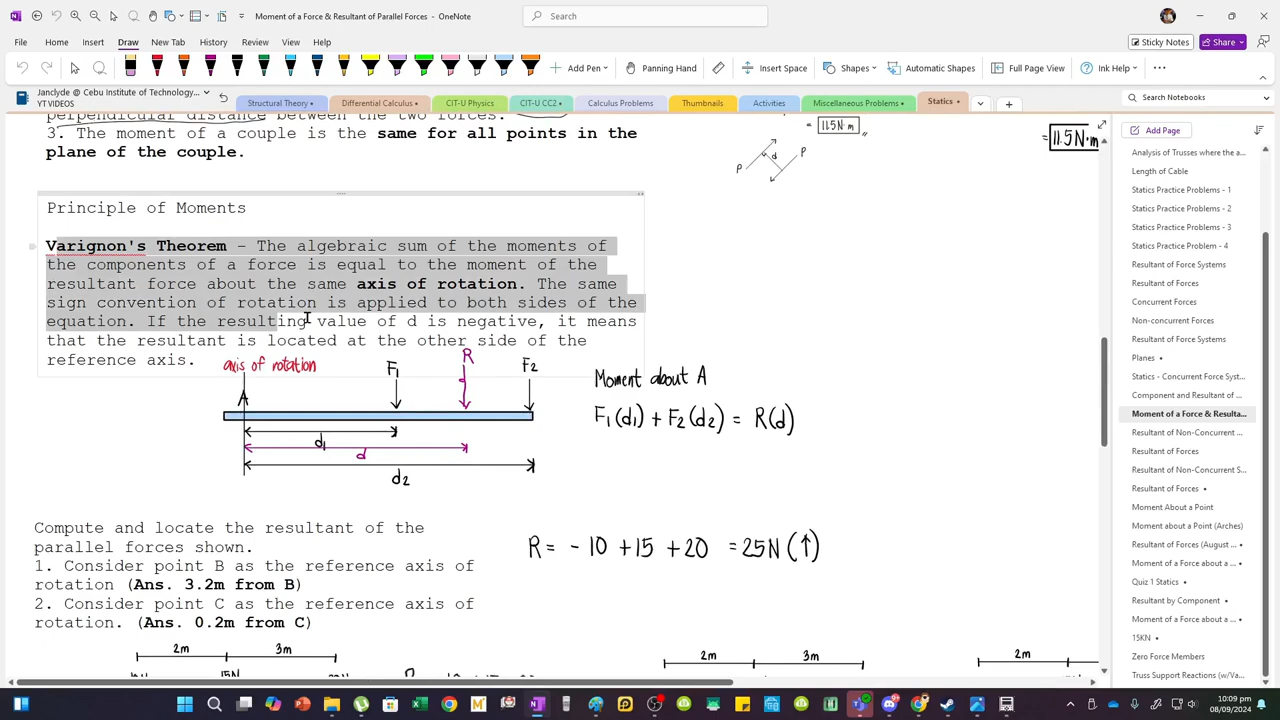 Moment of a Force & Resultant of Parallel Forces - OneNote
Search
File Home Insert Draw New Tab History Review View Help
Sticky Notes
Share
Add Pen
Panning Hand
Insert Space
Shapes
Automatic Shapes
Full Page View
Ink Help
Janclyde @ Cebu Institute of Technology...
YT VIDEOS
Structural Theory
Differential Calculus
CIT-U Physics
CIT-U CC2
Calculus Problems
Thumbnails
Activities
Miscellaneous Problems
Statics
Search Notebooks
perpendicular distance between the two forces.
3. The moment of a couple is the same for all points in the
plane of the couple.
= 11.5N·m
P d P
= 11.5N·m
Principle of Moments
Varignon's Theorem – The algebraic sum of the moments of
the components of a force is equal to the moment of the
resultant force about the same axis of rotation. The same
sign convention of rotation is applied to both sides of the
equation. If the resulting value of d is negative, it means
that the resultant is located at the other side of the
reference axis.
axis of rotation
F1
R
F2
A
d1
d
d2
Moment about A
F1(d1) + F2(d2) = R(d)
Compute and locate the resultant of the
parallel forces shown.
1. Consider point B as the reference axis of
rotation (Ans. 3.2m from B)
2. Consider point C as the reference axis of
rotation. (Ans. 0.2m from C)
R = - 10 + 15 + 20 = 25N (↑)
2m 3m
15N
2m 3m
2m
Add Page
Analysis of Trusses where the a...
Length of Cable
Statics Practice Problems - 1
Statics Practice Problems - 2
Statics Practice Problems - 3
Statics Practice Problem - 4
Resultant of Force Systems
Resultant of Forces
Concurrent Forces
Non-concurrent Forces
Resultant of Force Systems
Planes
Statics - Concurrent Force Syst...
Component and Resultant of ...
Moment of a Force & Resulta...
Resultant of Non-Concurrent ...
Resultant of Forces
Resultant of Non-Concurrent S...
Resultant of Forces
Moment About a Point
Moment about a Point (Arches)
Resultant of Forces (August ...
Moment of a Force about a ...
Quiz 1 Statics
Resultant by Component
Moment of a Force about a ...
15KN
Zero Force Members
Truss Support Reactions (w/Va...
10:09 pm
08/09/2024